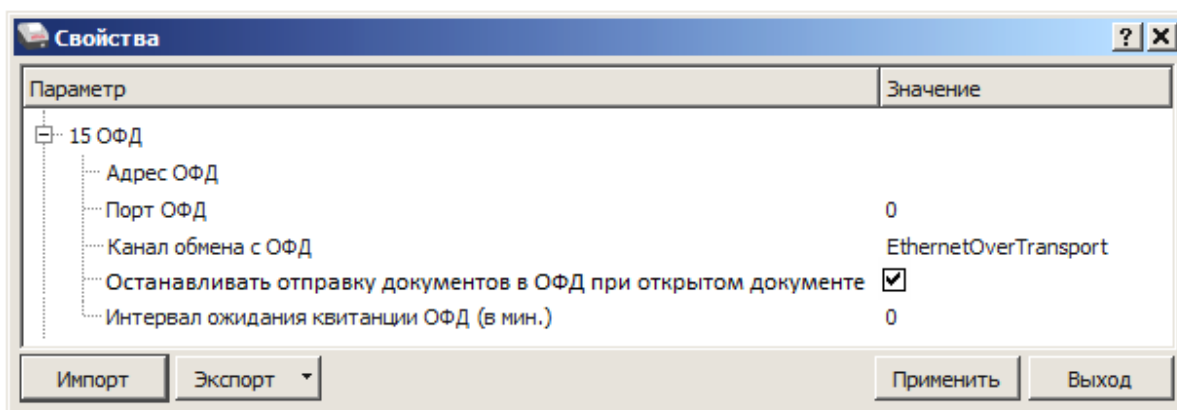 Свойства
Параметр Значение
15 ОФД
Адрес ОФД
Порт ОФД 0
Канал обмена с ОФД EthernetOverTransport
Останавливать отправку документов в ОФД при открытом документе
Интервал ожидания квитанции ОФД (в мин.) 0
Импорт Экспорт Применить Выход